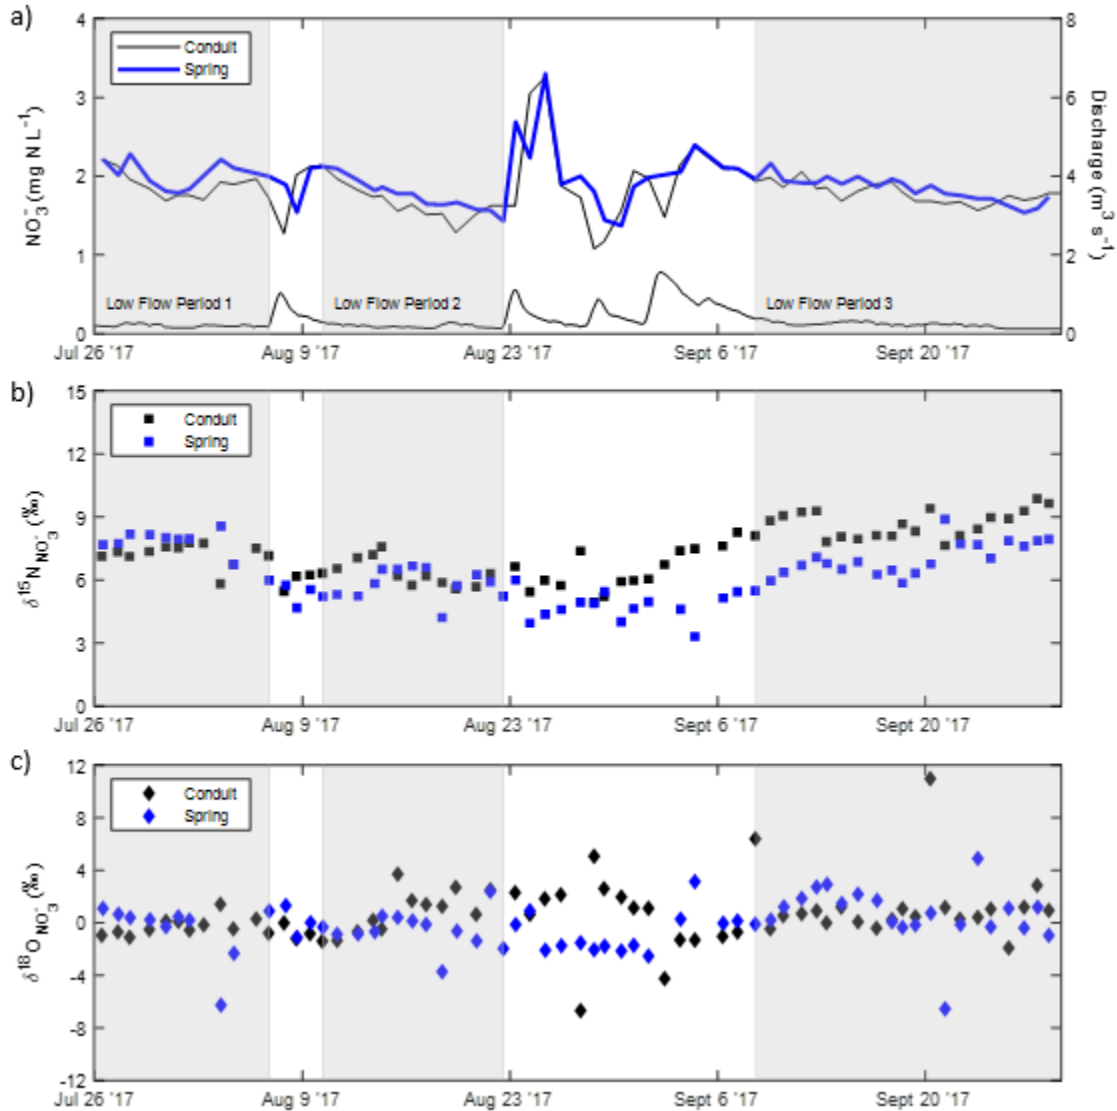 a)
4
3
2
1
0
NO₃⁻ (mg N L⁻¹)
Conduit
Spring
Low Flow Period 1
Low Flow Period 2
Low Flow Period 3
8
6
4
2
0
Discharge (m³ s⁻¹)
Jul 26 '17
Aug 9 '17
Aug 23 '17
Sept 6 '17
Sept 20 '17
b)
15
12
9
6
3
0
δ¹⁵N NO₃⁻ (‰)
Conduit
Spring
Jul 26 '17
Aug 9 '17
Aug 23 '17
Sept 6 '17
Sept 20 '17
c)
12
8
4
0
-4
-8
-12
δ¹⁸O NO₃⁻ (‰)
Conduit
Spring
Jul 26 '17
Aug 9 '17
Aug 23 '17
Sept 6 '17
Sept 20 '17